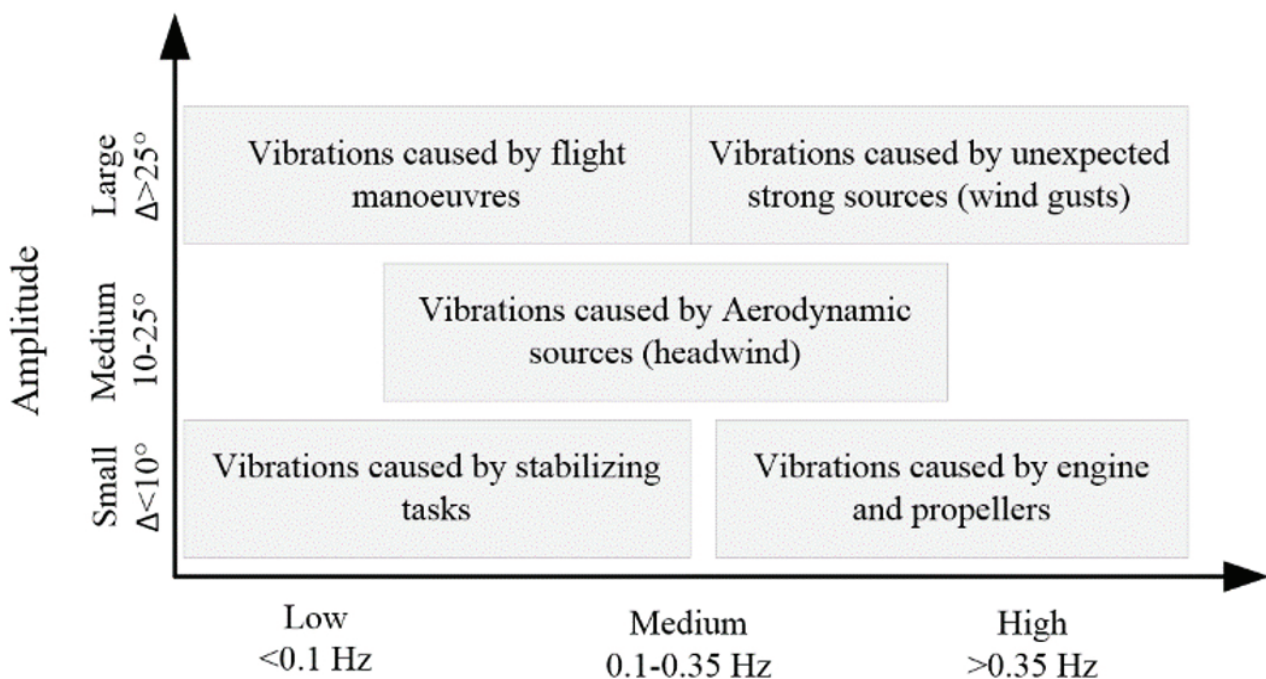 Amplitude
Large
Δ>25°
Vibrations caused by flight
manoeuvres
Vibrations caused by unexpected
strong sources (wind gusts)
Medium
10-25°
Vibrations caused by Aerodynamic
sources (headwind)
Small
Δ<10°
Vibrations caused by stabilizing
tasks
Vibrations caused by engine
and propellers
Low
<0.1 Hz
Medium
0.1-0.35 Hz
High
>0.35 Hz